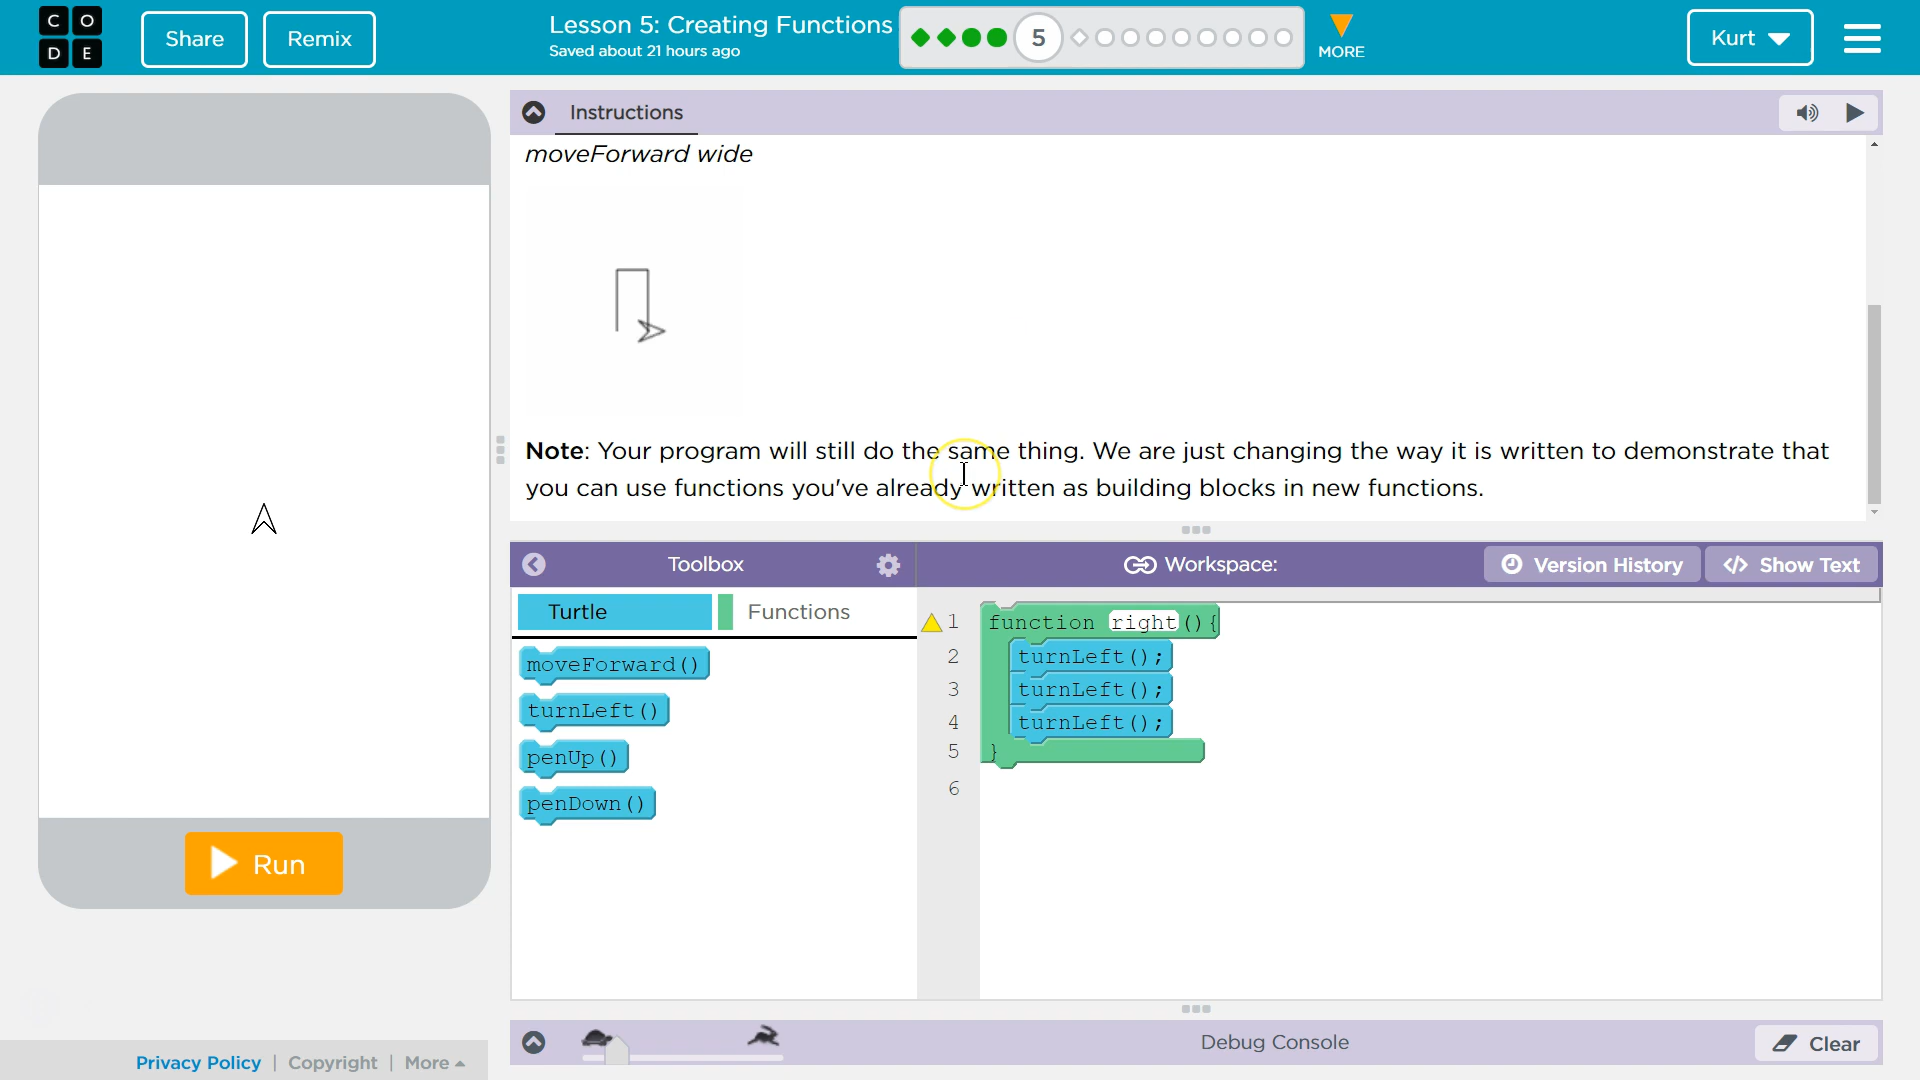 C O
D E
Share
Remix
Lesson 5: Creating Functions
Saved about 21 hours ago
5
MORE
Kurt
Instructions
moveForward wide
Note: Your program will still do the same thing. We are just changing the way it is written to demonstrate that
you can use functions you've already written as building blocks in new functions.
Toolbox
Workspace:
Version History
</> Show Text
Turtle
Functions
moveForward()
turnLeft()
penUp()
penDown()
1 function right(){
2 turnLeft();
3 turnLeft();
4 turnLeft();
5 }
6
Run
Debug Console
Clear
Privacy Policy | Copyright | More